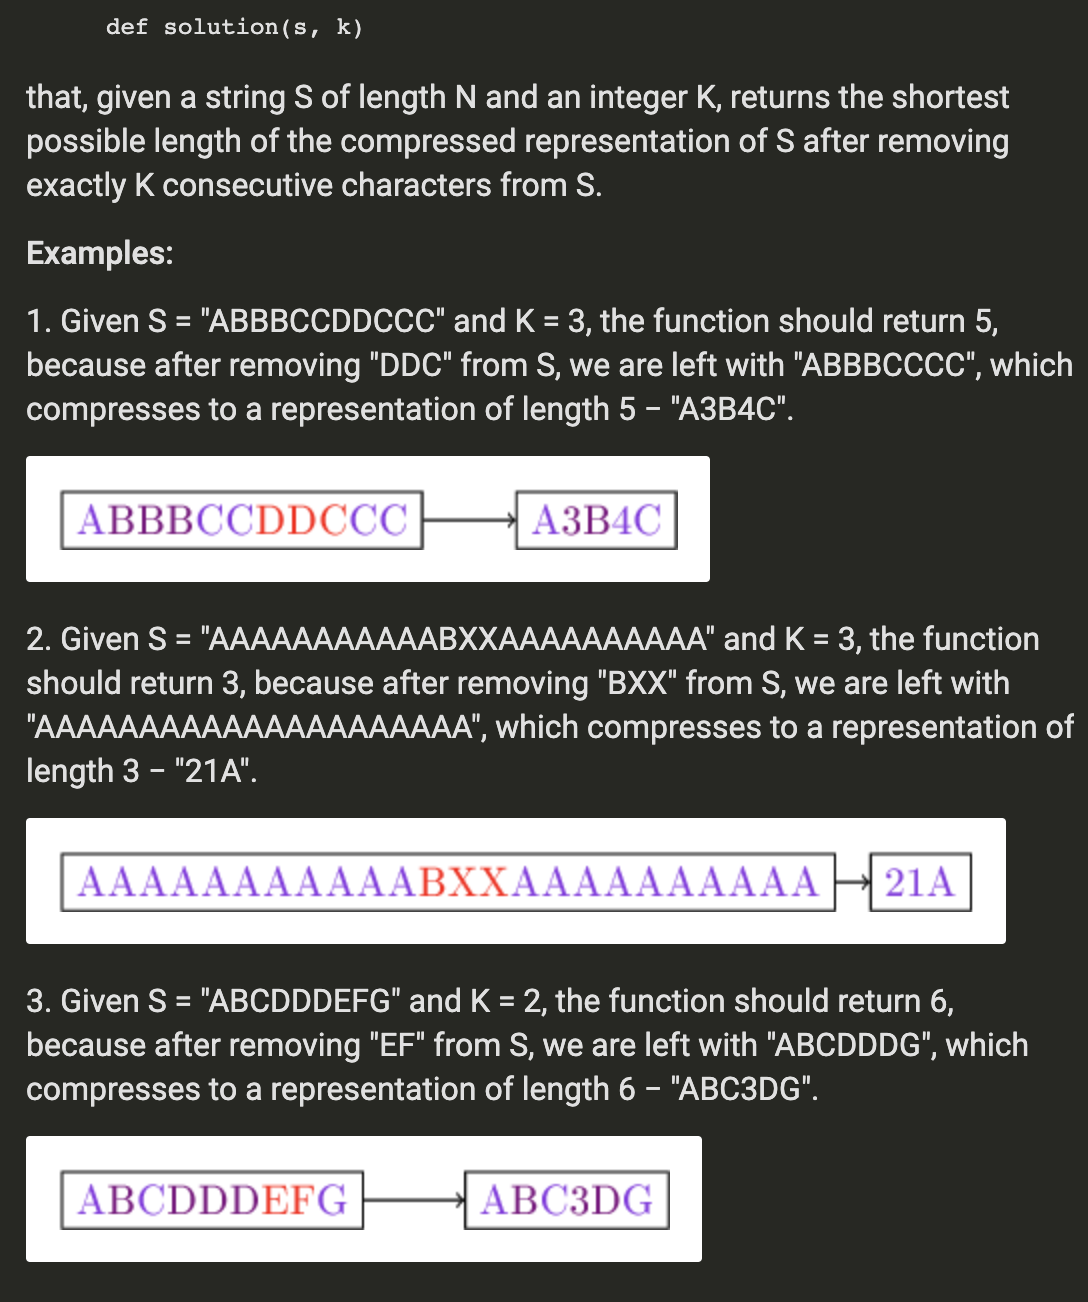 def solution(s, k)
that, given a string S of length N and an integer K, returns the shortest
possible length of the compressed representation of S after removing
exactly K consecutive characters from S.
Examples:
1. Given S = "ABBBCCDDCCC" and K = 3, the function should return 5,
because after removing "DDC" from S, we are left with "ABBBCCCC", which
compresses to a representation of length 5 – "A3B4C".
ABBBCCDDCCC A3B4C
2. Given S = "AAAAAAAAAAABXXAAAAAAAAAA" and K = 3, the function
should return 3, because after removing "BXX" from S, we are left with
"AAAAAAAAAAAAAAAAAAAAA", which compresses to a representation of
length 3 – "21A".
AAAAAAAAAAABXXAAAAAAAAAA 21A
3. Given S = "ABCDDDEFG" and K = 2, the function should return 6,
because after removing "EF" from S, we are left with "ABCDDDG", which
compresses to a representation of length 6 – "ABC3DG".
ABCDDDEFG ABC3DG